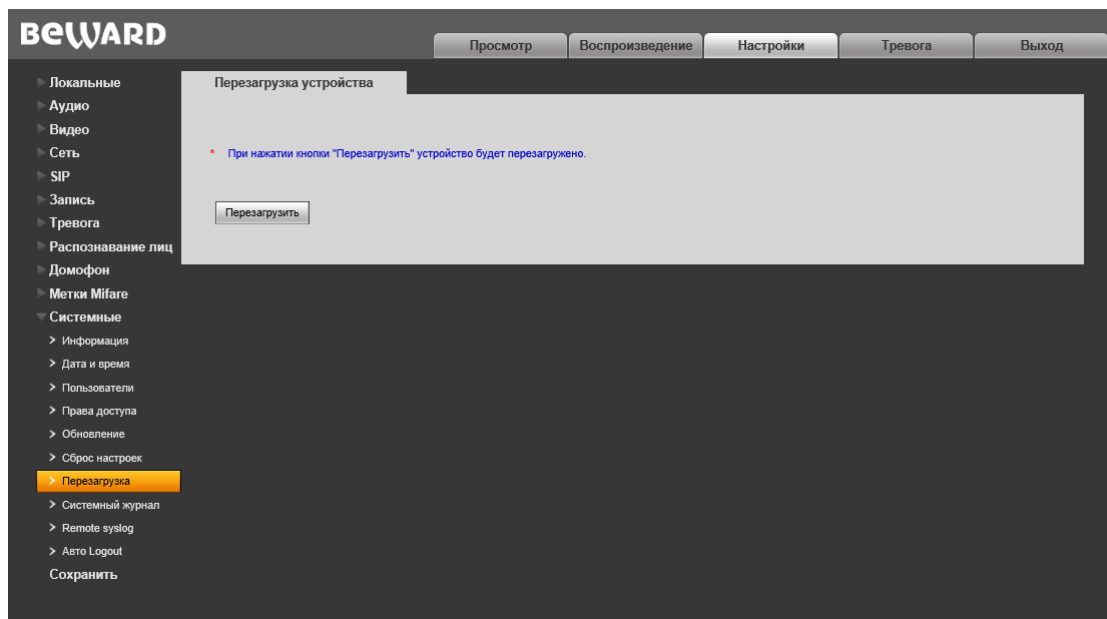 BEWARD
Просмотр
Воспроизведение
Настройки
Тревога
Выход
Локальные
Аудио
Видео
Сеть
SIP
Запись
Тревога
Распознавание лиц
Домофон
Метки Mifare
Системные
Информация
Дата и время
Пользователи
Права доступа
Обновление
Сброс настроек
Перезагрузка
Системный журнал
Remote syslog
Авто Logout
Сохранить
Перезагрузка устройства
* При нажатии кнопки "Перезагрузить" устройство будет перезагружено.
Перезагрузить